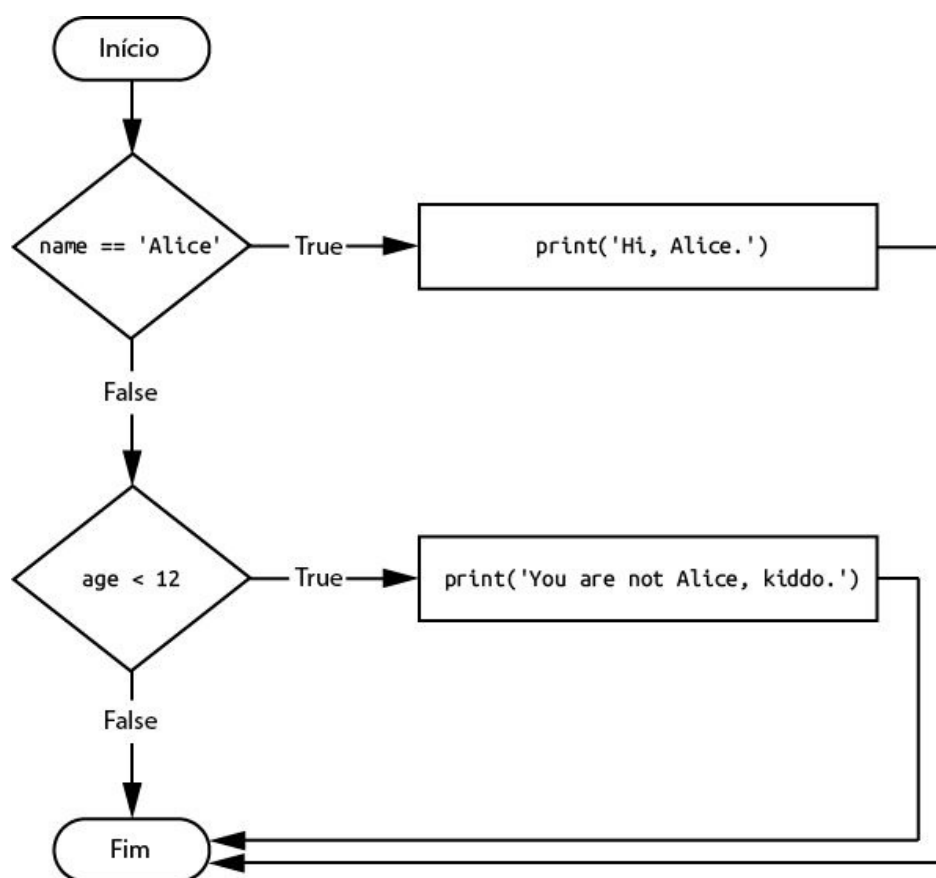 Início
name == 'Alice'
True
print('Hi, Alice.')
False
age < 12
True
print('You are not Alice, kiddo.')
False
Fim